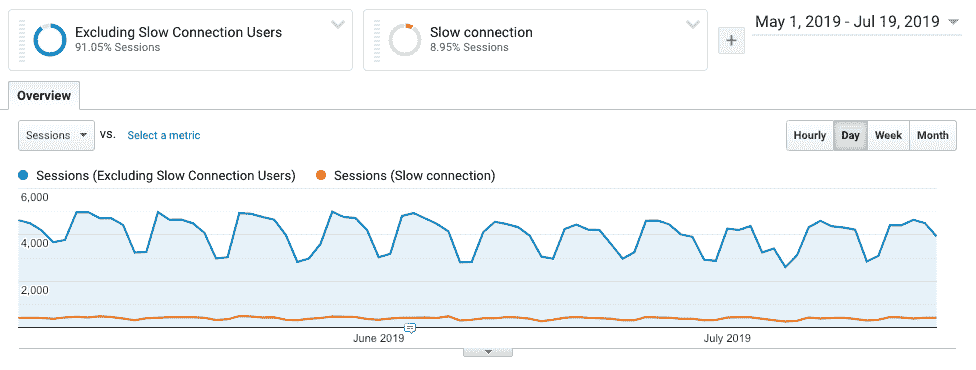 Excluding Slow Connection Users
91.05% Sessions
Slow connection
8.95% Sessions
+
May 1, 2019 - Jul 19, 2019
Overview
Sessions vs. Select a metric
Hourly Day Week Month
Sessions (Excluding Slow Connection Users) Sessions (Slow connection)
6,000
4,000
2,000
June 2019 July 2019